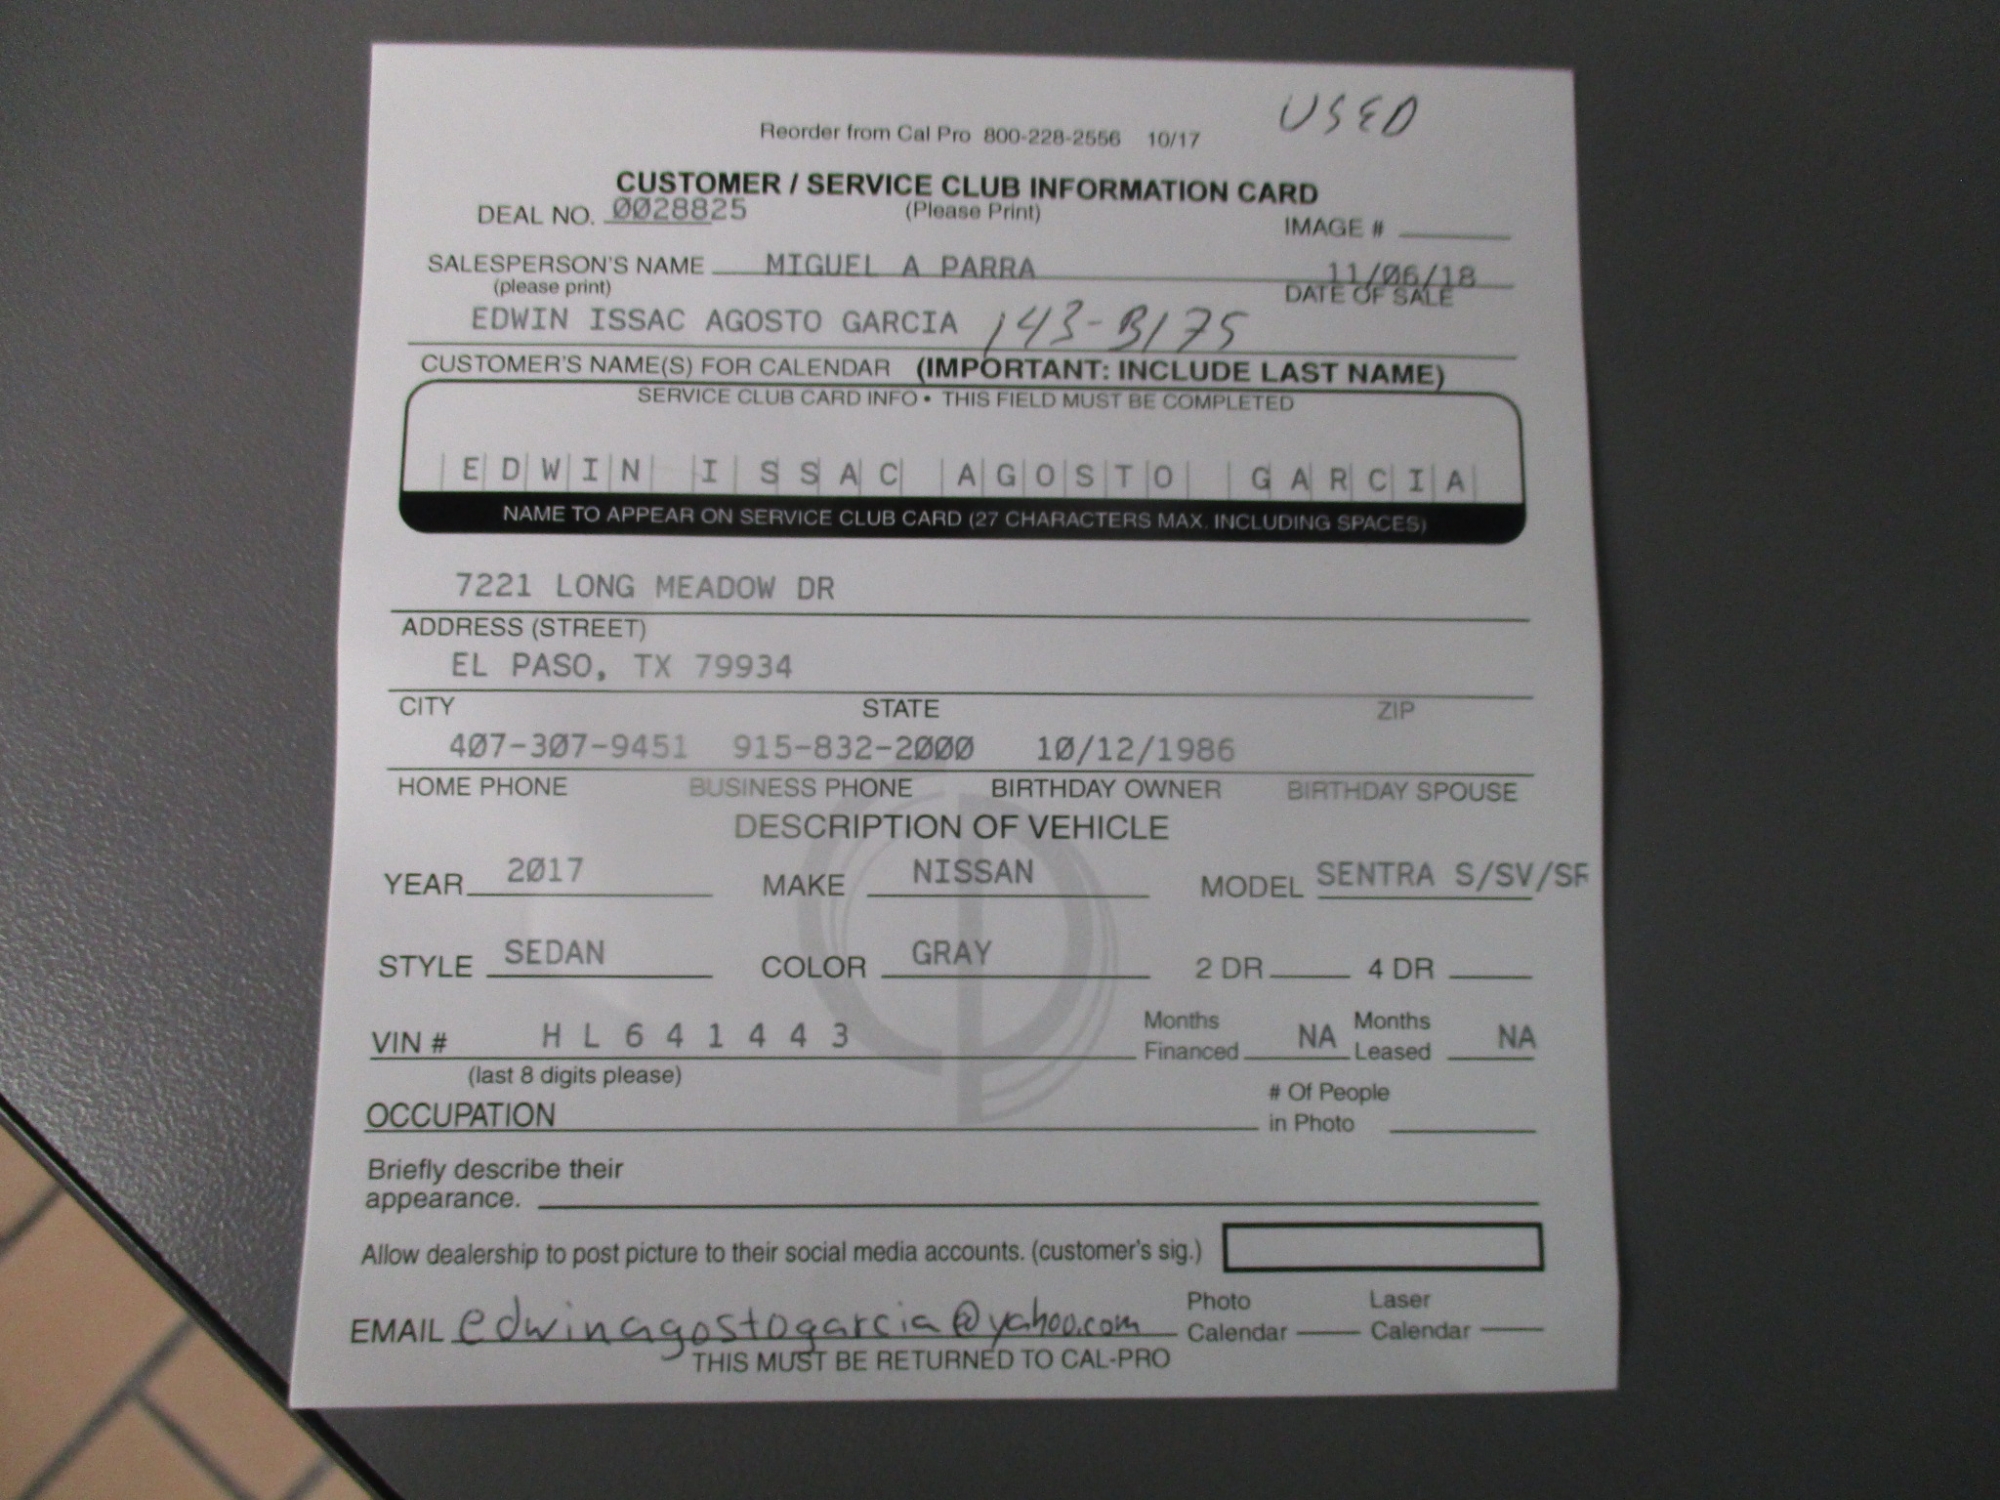 USED
Reorder from Cal Pro 800-228-2556 10/17
CUSTOMER / SERVICE CLUB INFORMATION CARD
DEAL NO. 0028825 (Please Print) IMAGE #
SALESPERSON'S NAME MIGUEL A PARRA 11/06/18
(please print) DATE OF SALE
EDWIN ISSAC AGOSTO GARCIA 143-B175
CUSTOMER'S NAME(S) FOR CALENDAR (IMPORTANT: INCLUDE LAST NAME)
SERVICE CLUB CARD INFO • THIS FIELD MUST BE COMPLETED
EDWIN ISSAC AGOSTO GARCIA
NAME TO APPEAR ON SERVICE CLUB CARD (27 CHARACTERS MAX. INCLUDING SPACES)
7221 LONG MEADOW DR
ADDRESS (STREET)
EL PASO, TX 79934
CITY STATE ZIP
407-307-9451 915-832-2000 10/12/1986
HOME PHONE BUSINESS PHONE BIRTHDAY OWNER BIRTHDAY SPOUSE
DESCRIPTION OF VEHICLE
YEAR 2017 MAKE NISSAN MODEL SENTRA S/SV/SR
STYLE SEDAN COLOR GRAY 2 DR 4 DR
VIN # HL641443 Months Financed NA Months Leased NA
(last 8 digits please)
OCCUPATION # Of People in Photo
Briefly describe their
appearance.
Allow dealership to post picture to their social media accounts. (customer's sig.)
EMAIL edwinagostogarcia@yahoo.com Photo Calendar Laser Calendar
THIS MUST BE RETURNED TO CAL-PRO